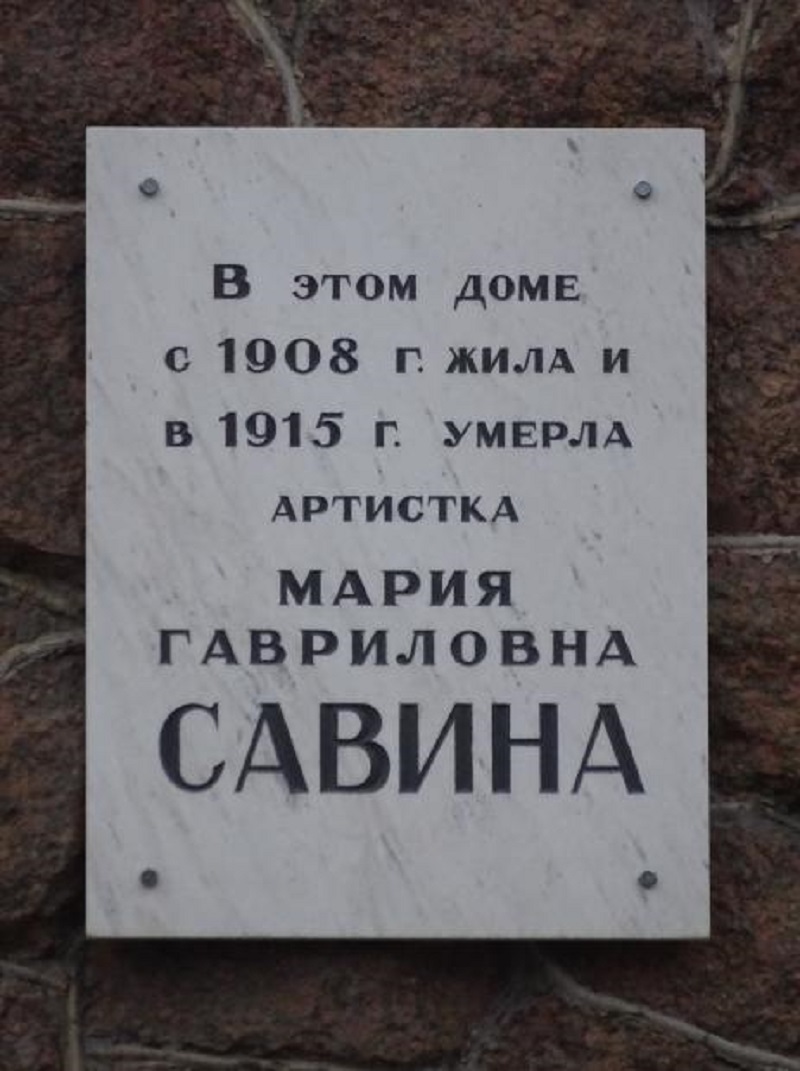 В этом доме
с 1908 г. жила и
в 1915 г. умерла
артистка
МАРИЯ
ГАВРИЛОВНА
САВИНА